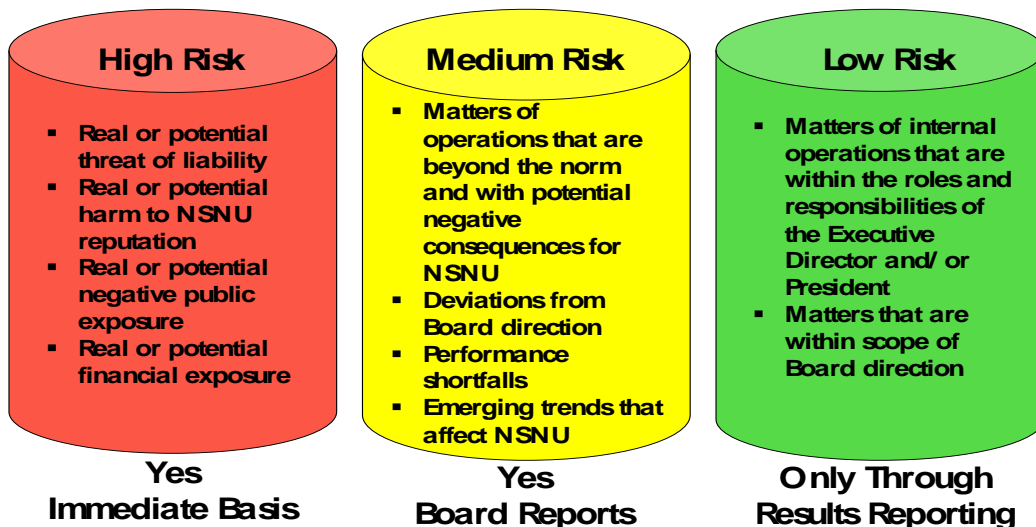 High Risk
▪ Real or potential
threat of liability
▪ Real or potential
harm to NSNU
reputation
▪ Real or potential
negative public
exposure
▪ Real or potential
financial exposure
Yes
Immediate Basis
Medium Risk
▪ Matters of
operations that are
beyond the norm
and with potential
negative
consequences for
NSNU
▪ Deviations from
Board direction
▪ Performance
shortfalls
▪ Emerging trends that
affect NSNU
Yes
Board Reports
Low Risk
▪ Matters of internal
operations that are
within the roles and
responsibilities of
the Executive
Director and/ or
President
▪ Matters that are
within scope of
Board direction
Only Through
Results Reporting